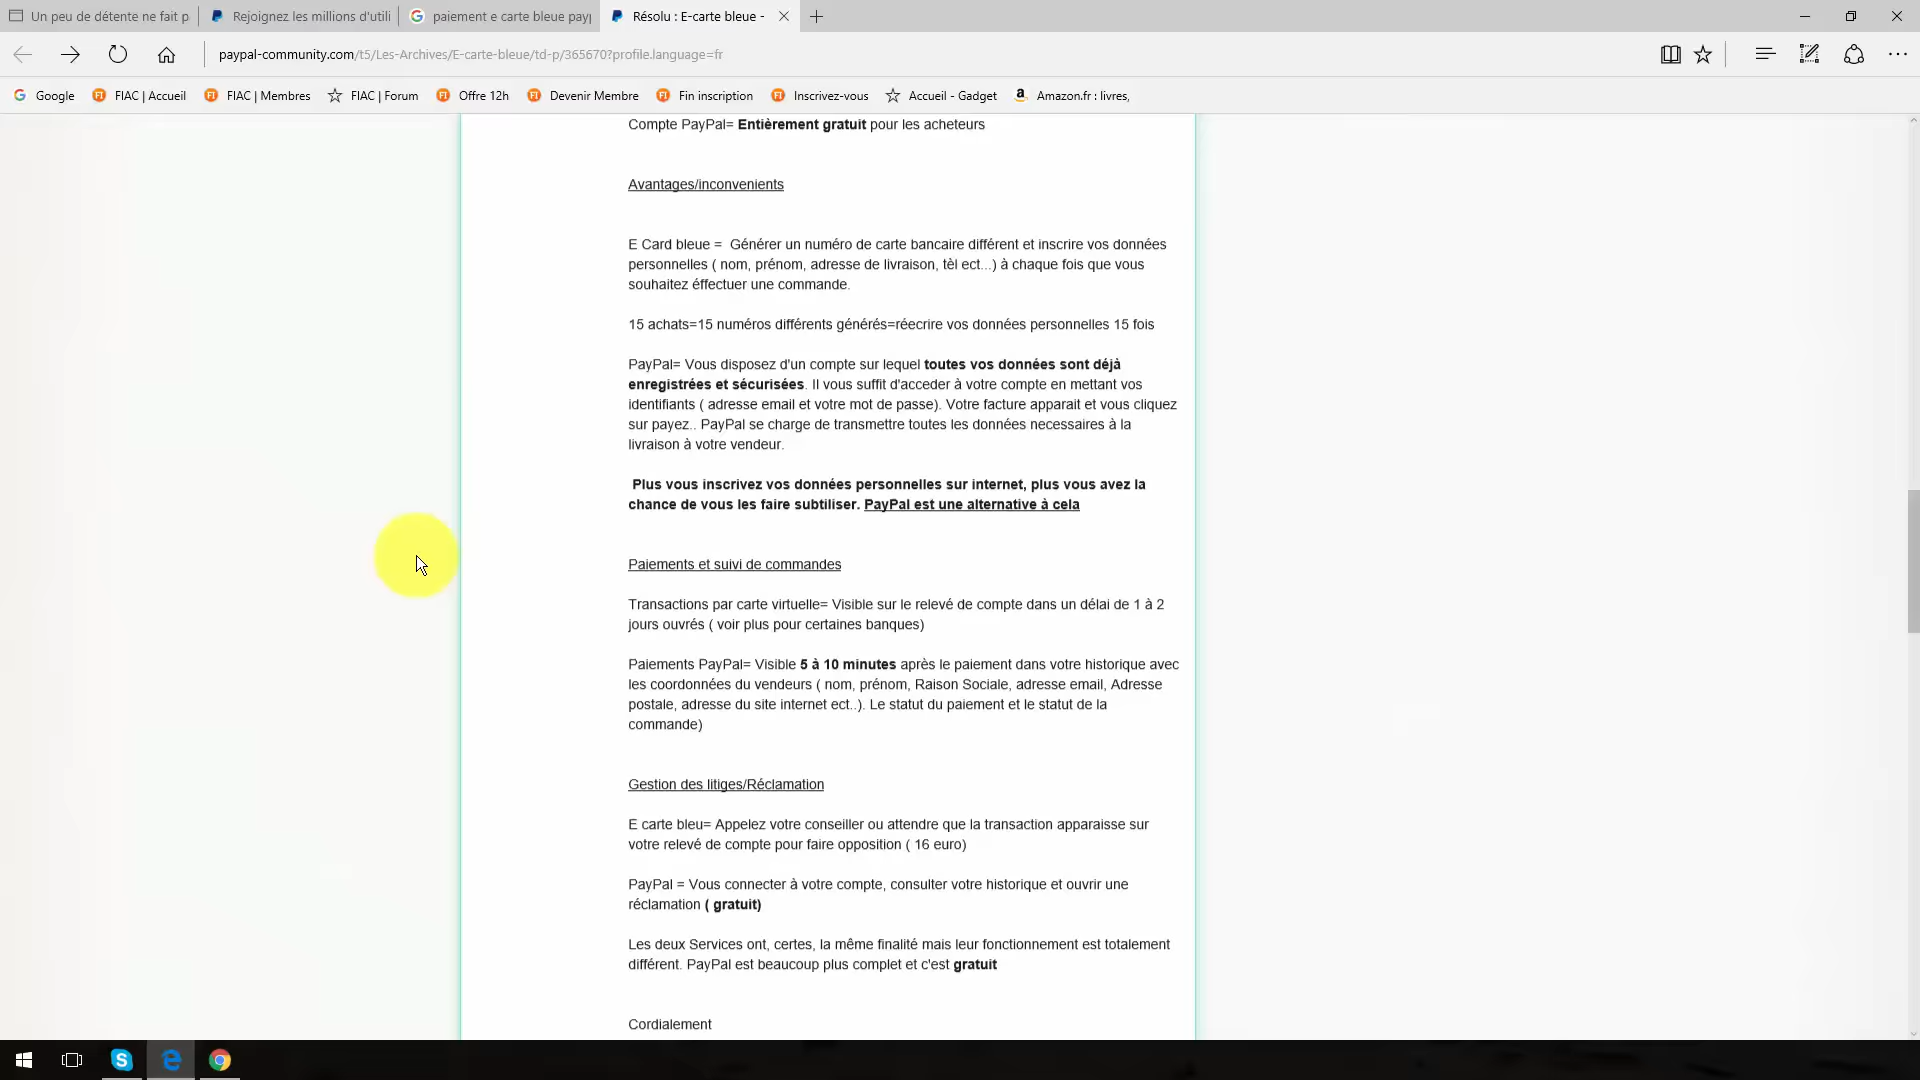 Un peu de détente ne fait p
Rejoignez les millions d'utili
paiement e carte bleue payp
Résolu : E-carte bleue -
paypal-community.com/t5/Les-Archives/E-carte-bleue/td-p/365670?profile.language=fr
Google
FIAC | Accueil
FIAC | Membres
FIAC | Forum
Offre 12h
Devenir Membre
Fin inscription
Inscrivez-vous
Accueil - Gadget
Amazon.fr : livres,
Compte PayPal= Entièrement gratuit pour les acheteurs
Avantages/inconvenients
E Card bleue =  Générer un numéro de carte bancaire différent et inscrire vos données
personnelles ( nom, prénom, adresse de livraison, tèl ect...) à chaque fois que vous
souhaitez éffectuer une commande.
15 achats=15 numéros différents générés=réecrire vos données personnelles 15 fois
PayPal= Vous disposez d'un compte sur lequel toutes vos données sont déjà
enregistrées et sécurisées. Il vous suffit d'acceder à votre compte en mettant vos
identifiants ( adresse email et votre mot de passe). Votre facture apparait et vous cliquez
sur payez.. PayPal se charge de transmettre toutes les données necessaires à la
livraison à votre vendeur.
Plus vous inscrivez vos données personnelles sur internet, plus vous avez la
chance de vous les faire subtiliser. PayPal est une alternative à cela
Paiements et suivi de commandes
Transactions par carte virtuelle= Visible sur le relevé de compte dans un délai de 1 à 2
jours ouvrés ( voir plus pour certaines banques)
Paiements PayPal= Visible 5 à 10 minutes après le paiement dans votre historique avec
les coordonnées du vendeurs ( nom, prénom, Raison Sociale, adresse email, Adresse
postale, adresse du site internet ect..). Le statut du paiement et le statut de la
commande)
Gestion des litiges/Réclamation
E carte bleu= Appelez votre conseiller ou attendre que la transaction apparaisse sur
votre relevé de compte pour faire opposition ( 16 euro)
PayPal = Vous connecter à votre compte, consulter votre historique et ouvrir une
réclamation ( gratuit)
Les deux Services ont, certes, la même finalité mais leur fonctionnement est totalement
différent. PayPal est beaucoup plus complet et c'est gratuit
Cordialement